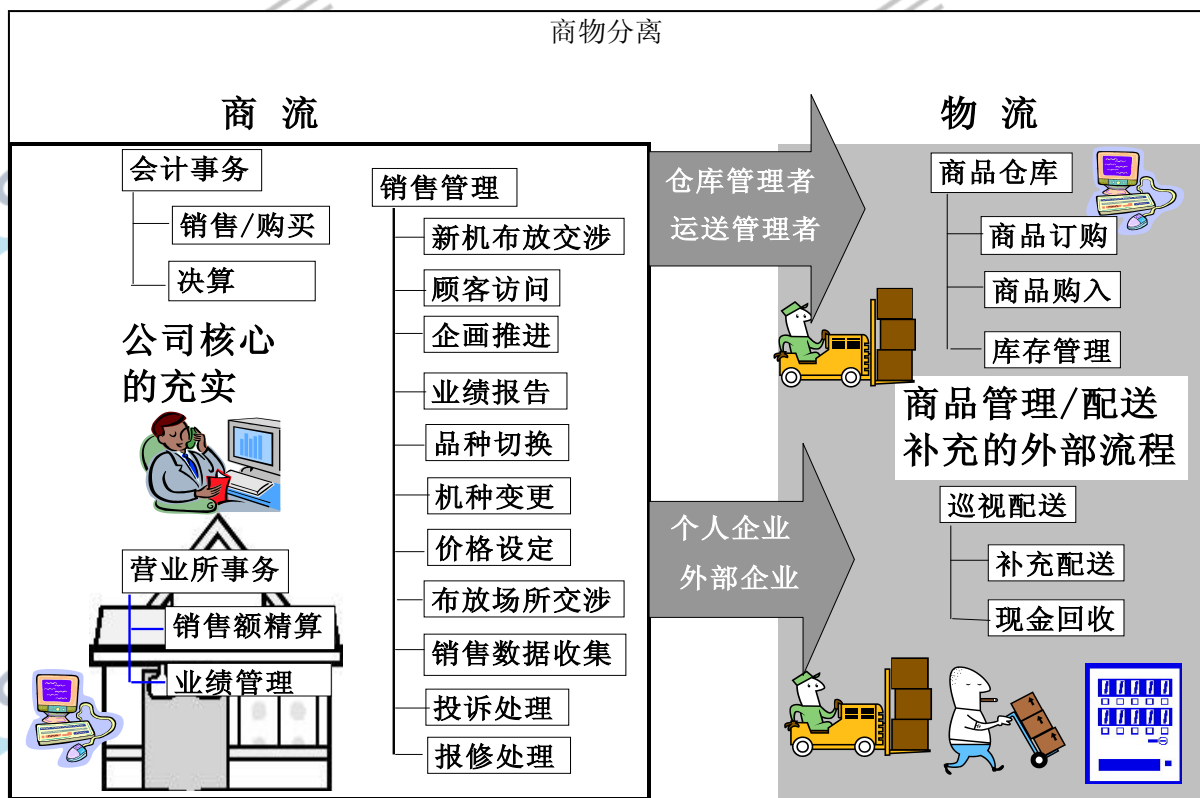 商物分离
商 流
会计事务
销售/购买
决算
公司核心
的充实
营业所事务
销售额精算
业绩管理
销售管理
新机布放交涉
顾客访问
企画推进
业绩报告
品种切换
机种变更
价格设定
布放场所交涉
销售数据收集
投诉处理
报修处理
仓库管理者
运送管理者
个人企业
外部企业
物 流
商品仓库
商品订购
商品购入
库存管理
商品管理/配送
补充的外部流程
巡视配送
补充配送
现金回收